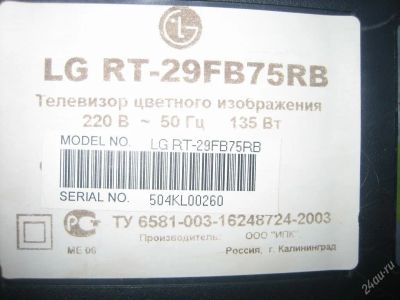 LG
LG RT-29FB75RB
Телевизор цветного изображения
220 В ~ 50 Гц 135 Вт
MODEL NO. LG RT-29FB75RB
SERIAL NO. 504KL00260
ТУ 6581-003-16248724-2003
Производитель: ООО "ИПК".
МЕ 06 Россия, г. Калининград
24au.ru